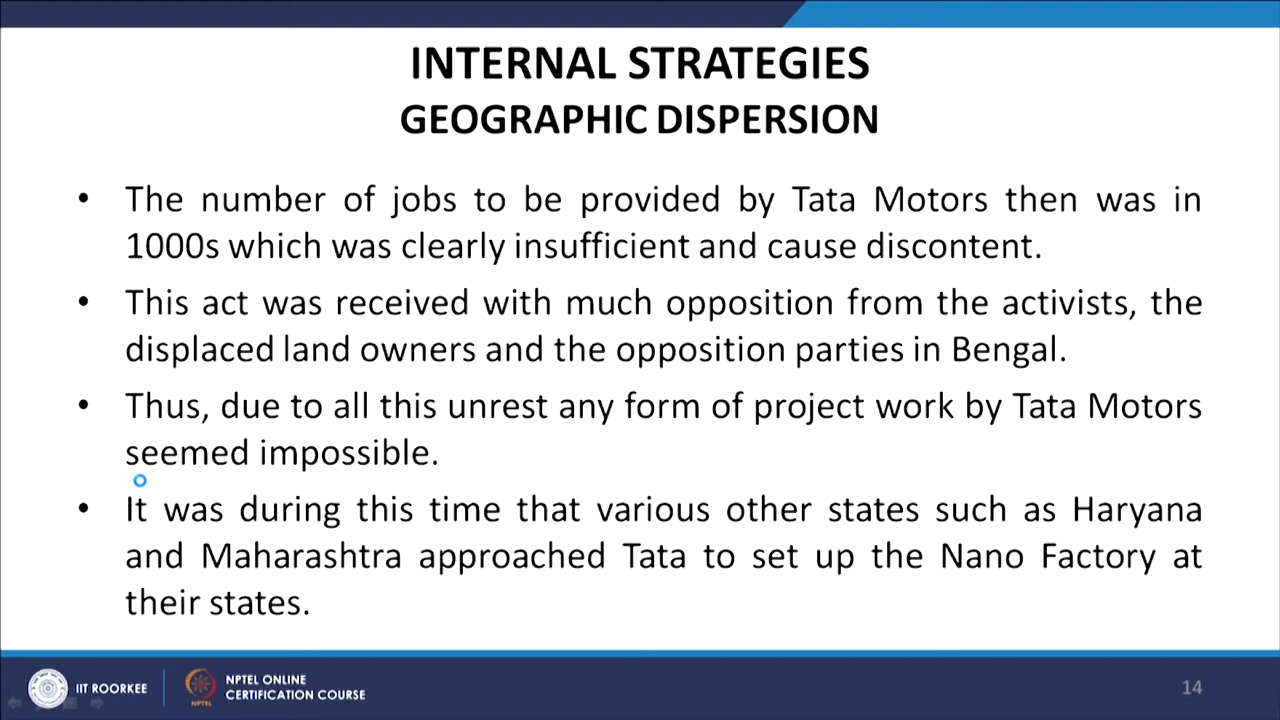 INTERNAL STRATEGIES
GEOGRAPHIC DISPERSION
• The number of jobs to be provided by Tata Motors then was in
1000s which was clearly insufficient and cause discontent.
• This act was received with much opposition from the activists, the
displaced land owners and the opposition parties in Bengal.
• Thus, due to all this unrest any form of project work by Tata Motors
seemed impossible.
• It was during this time that various other states such as Haryana
and Maharashtra approached Tata to set up the Nano Factory at
their states.
IIT ROORKEE
NPTEL
NPTEL ONLINE
CERTIFICATION COURSE
14